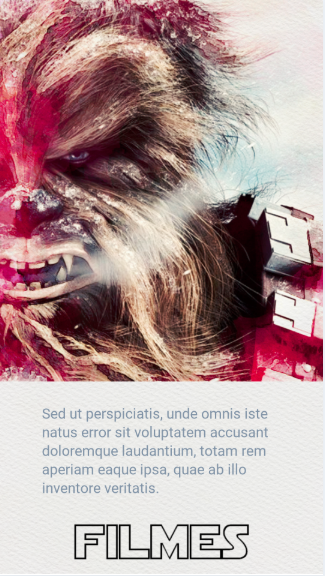 Sed ut perspiciatis, unde omnis iste
natus error sit voluptatem accusant
doloremque laudantium, totam rem
aperiam eaque ipsa, quae ab illo
inventore veritatis.
FILMES